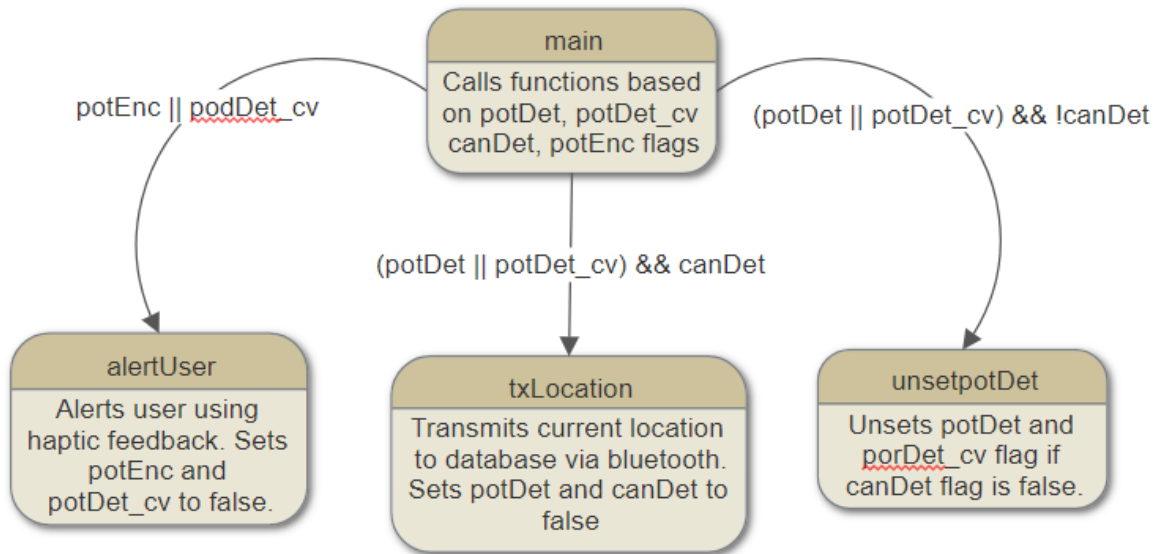 main
Calls functions based
on potDet, potDet_cv
canDet, potEnc flags
potEnc || podDet_cv
(potDet || potDet_cv) && !canDet
(potDet || potDet_cv) && canDet
alertUser
Alerts user using
haptic feedback. Sets
potEnc and
potDet_cv to false.
txLocation
Transmits current location
to database via bluetooth.
Sets potDet and canDet to
false
unsetpotDet
Unsets potDet and
porDet_cv flag if
canDet flag is false.